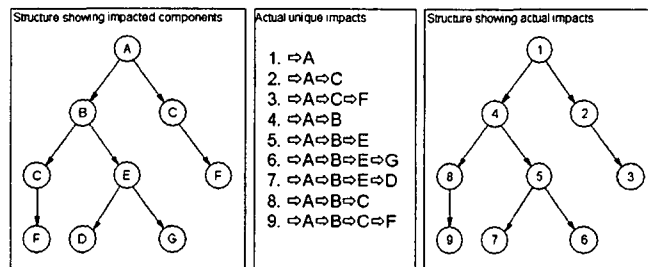 Structure showing impacted components
A
B
C
C
E
F
F
D
G
Actual unique impacts
1. ⇨A
2. ⇨A⇨C
3. ⇨A⇨C⇨F
4. ⇨A⇨B
5. ⇨A⇨B⇨E
6. ⇨A⇨B⇨E⇨G
7. ⇨A⇨B⇨E⇨D
8. ⇨A⇨B⇨C
9. ⇨A⇨B⇨C⇨F
Structure showing actual impacts
1
4
2
8
5
3
9
7
6